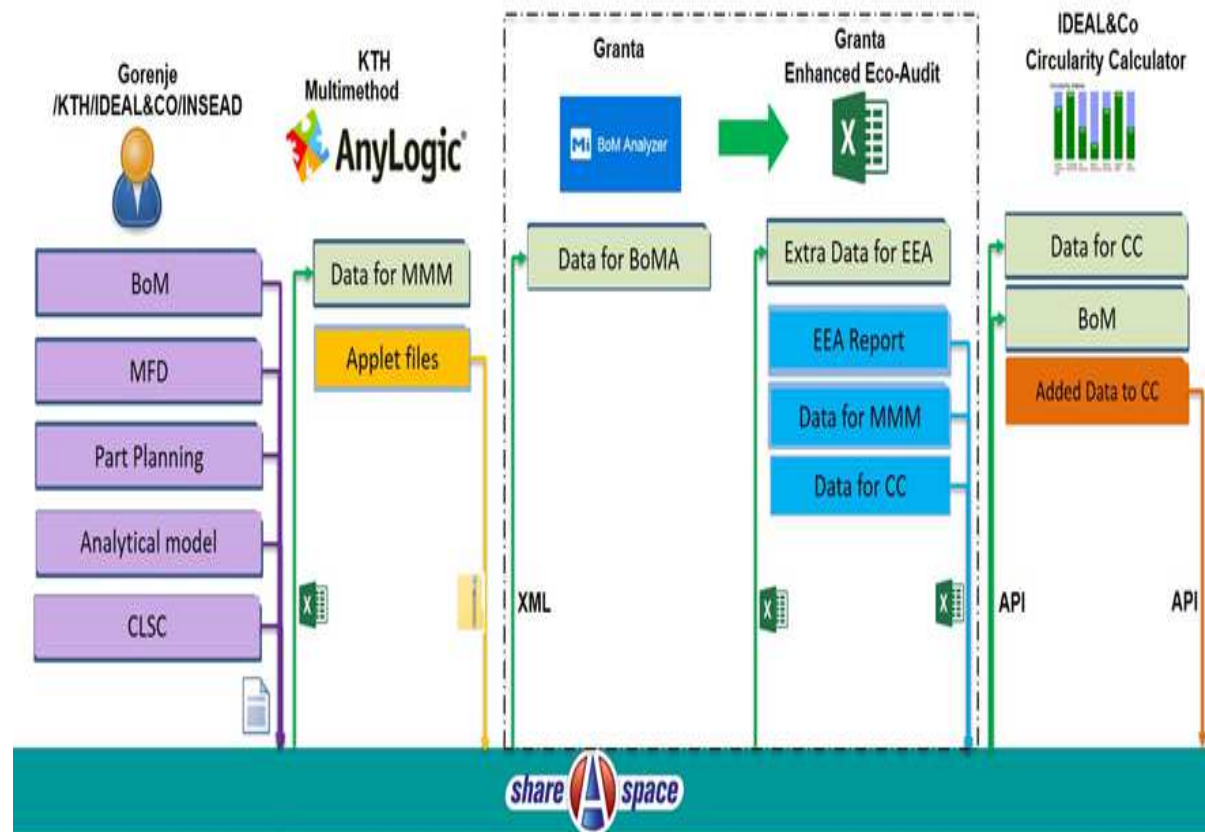 Gorenje
/KTH/IDEAL&CO/INSEAD
BoM
MFD
Part Planning
Analytical model
CLSC
KTH
Multimethod
AnyLogic®
Data for MMM
Applet files
Granta
Mi BoM Analyzer
Data for BoMA
XML
Granta
Enhanced Eco-Audit
X
Extra Data for EEA
EEA Report
Data for MMM
Data for CC
X
X
X
IDEAL&Co
Circularity Calculator
Data for CC
BoM
Added Data to CC
API
API
share A space